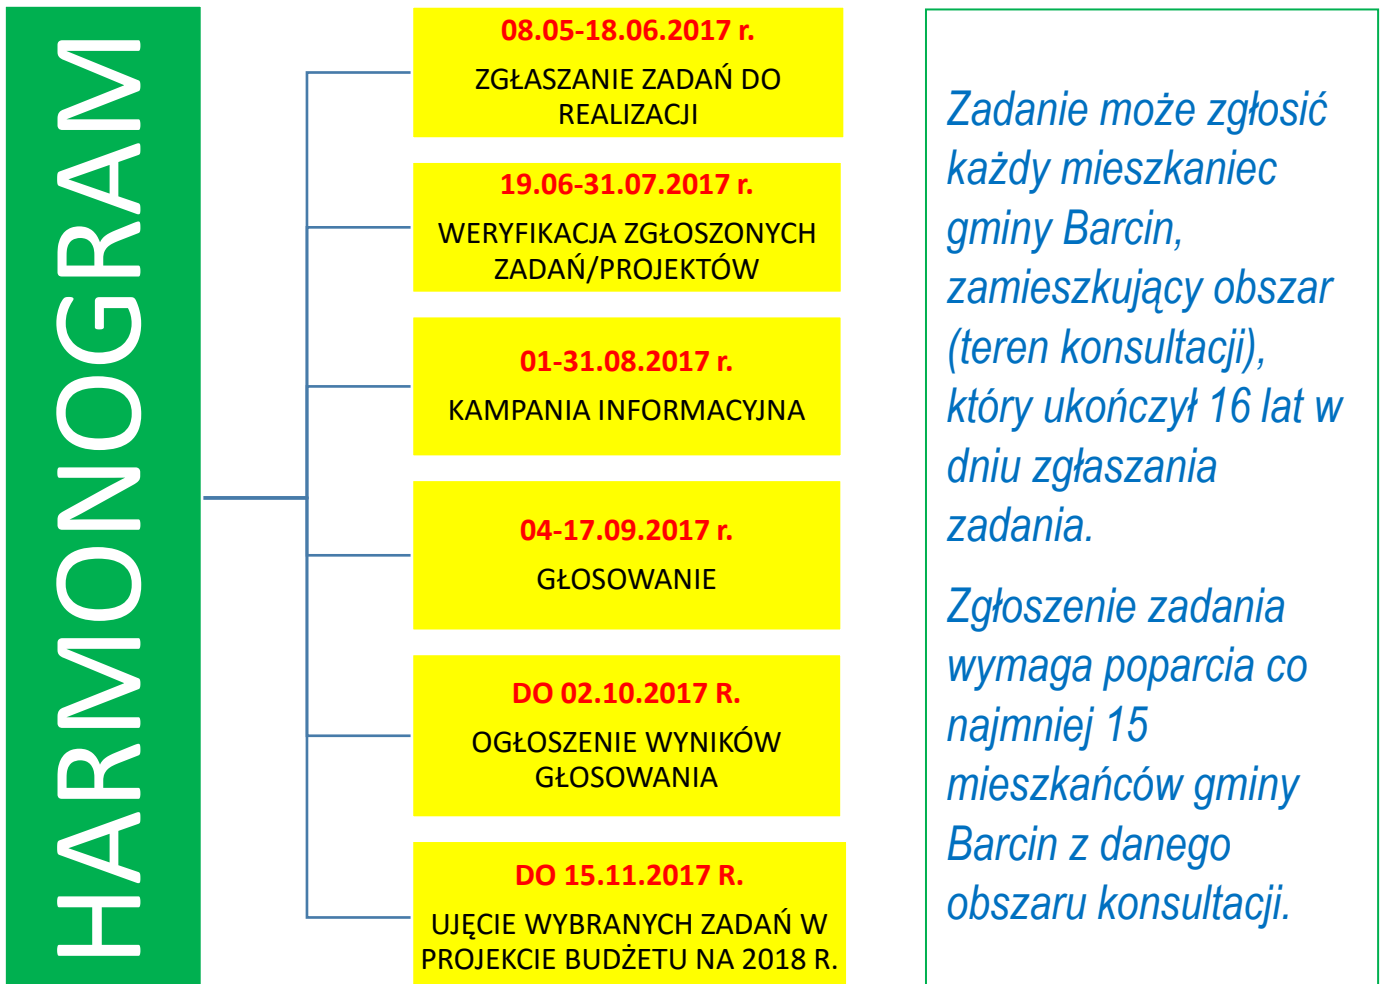 HARMONOGRAM
08.05-18.06.2017 r.
ZGŁASZANIE ZADAŃ DO
REALIZACJI
19.06-31.07.2017 r.
WERYFIKACJA ZGŁOSZONYCH
ZADAŃ/PROJEKTÓW
01-31.08.2017 r.
KAMPANIA INFORMACYJNA
04-17.09.2017 r.
GŁOSOWANIE
DO 02.10.2017 R.
OGŁOSZENIE WYNIKÓW
GŁOSOWANIA
DO 15.11.2017 R.
UJĘCIE WYBRANYCH ZADAŃ W
PROJEKCIE BUDŻETU NA 2018 R.
Zadanie może zgłosić
każdy mieszkaniec
gminy Barcin,
zamieszkujący obszar
(teren konsultacji),
który ukończył 16 lat w
dniu zgłaszania
zadania.
Zgłoszenie zadania
wymaga poparcia co
najmniej 15
mieszkańców gminy
Barcin z danego
obszaru konsultacji.